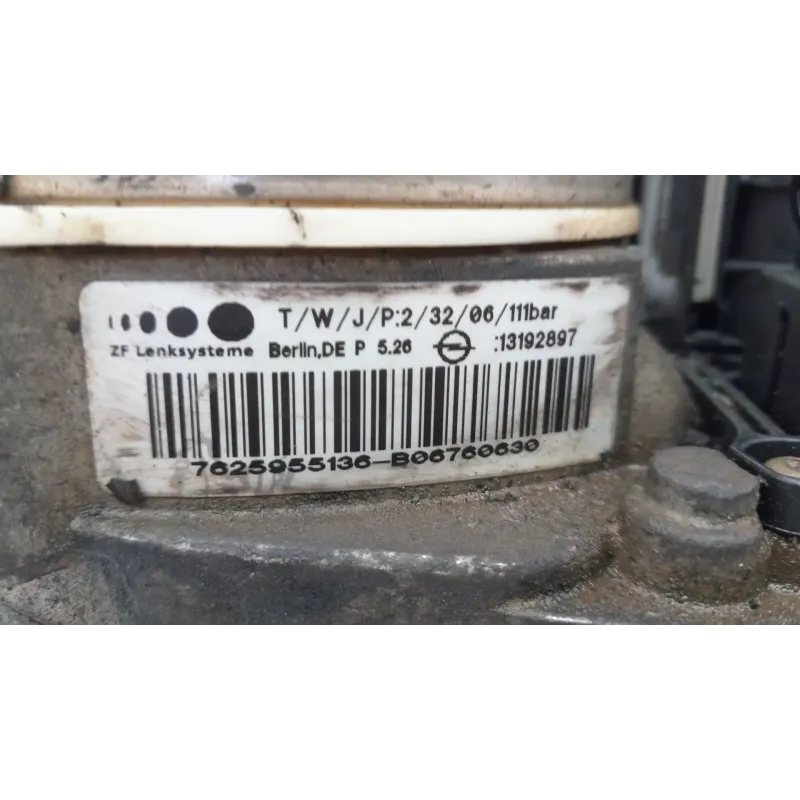 T/W/J/P:2/32/06/111bar
ZF Lenksysteme Berlin,DE P 5.26 :13192897
7625955136-B06760630